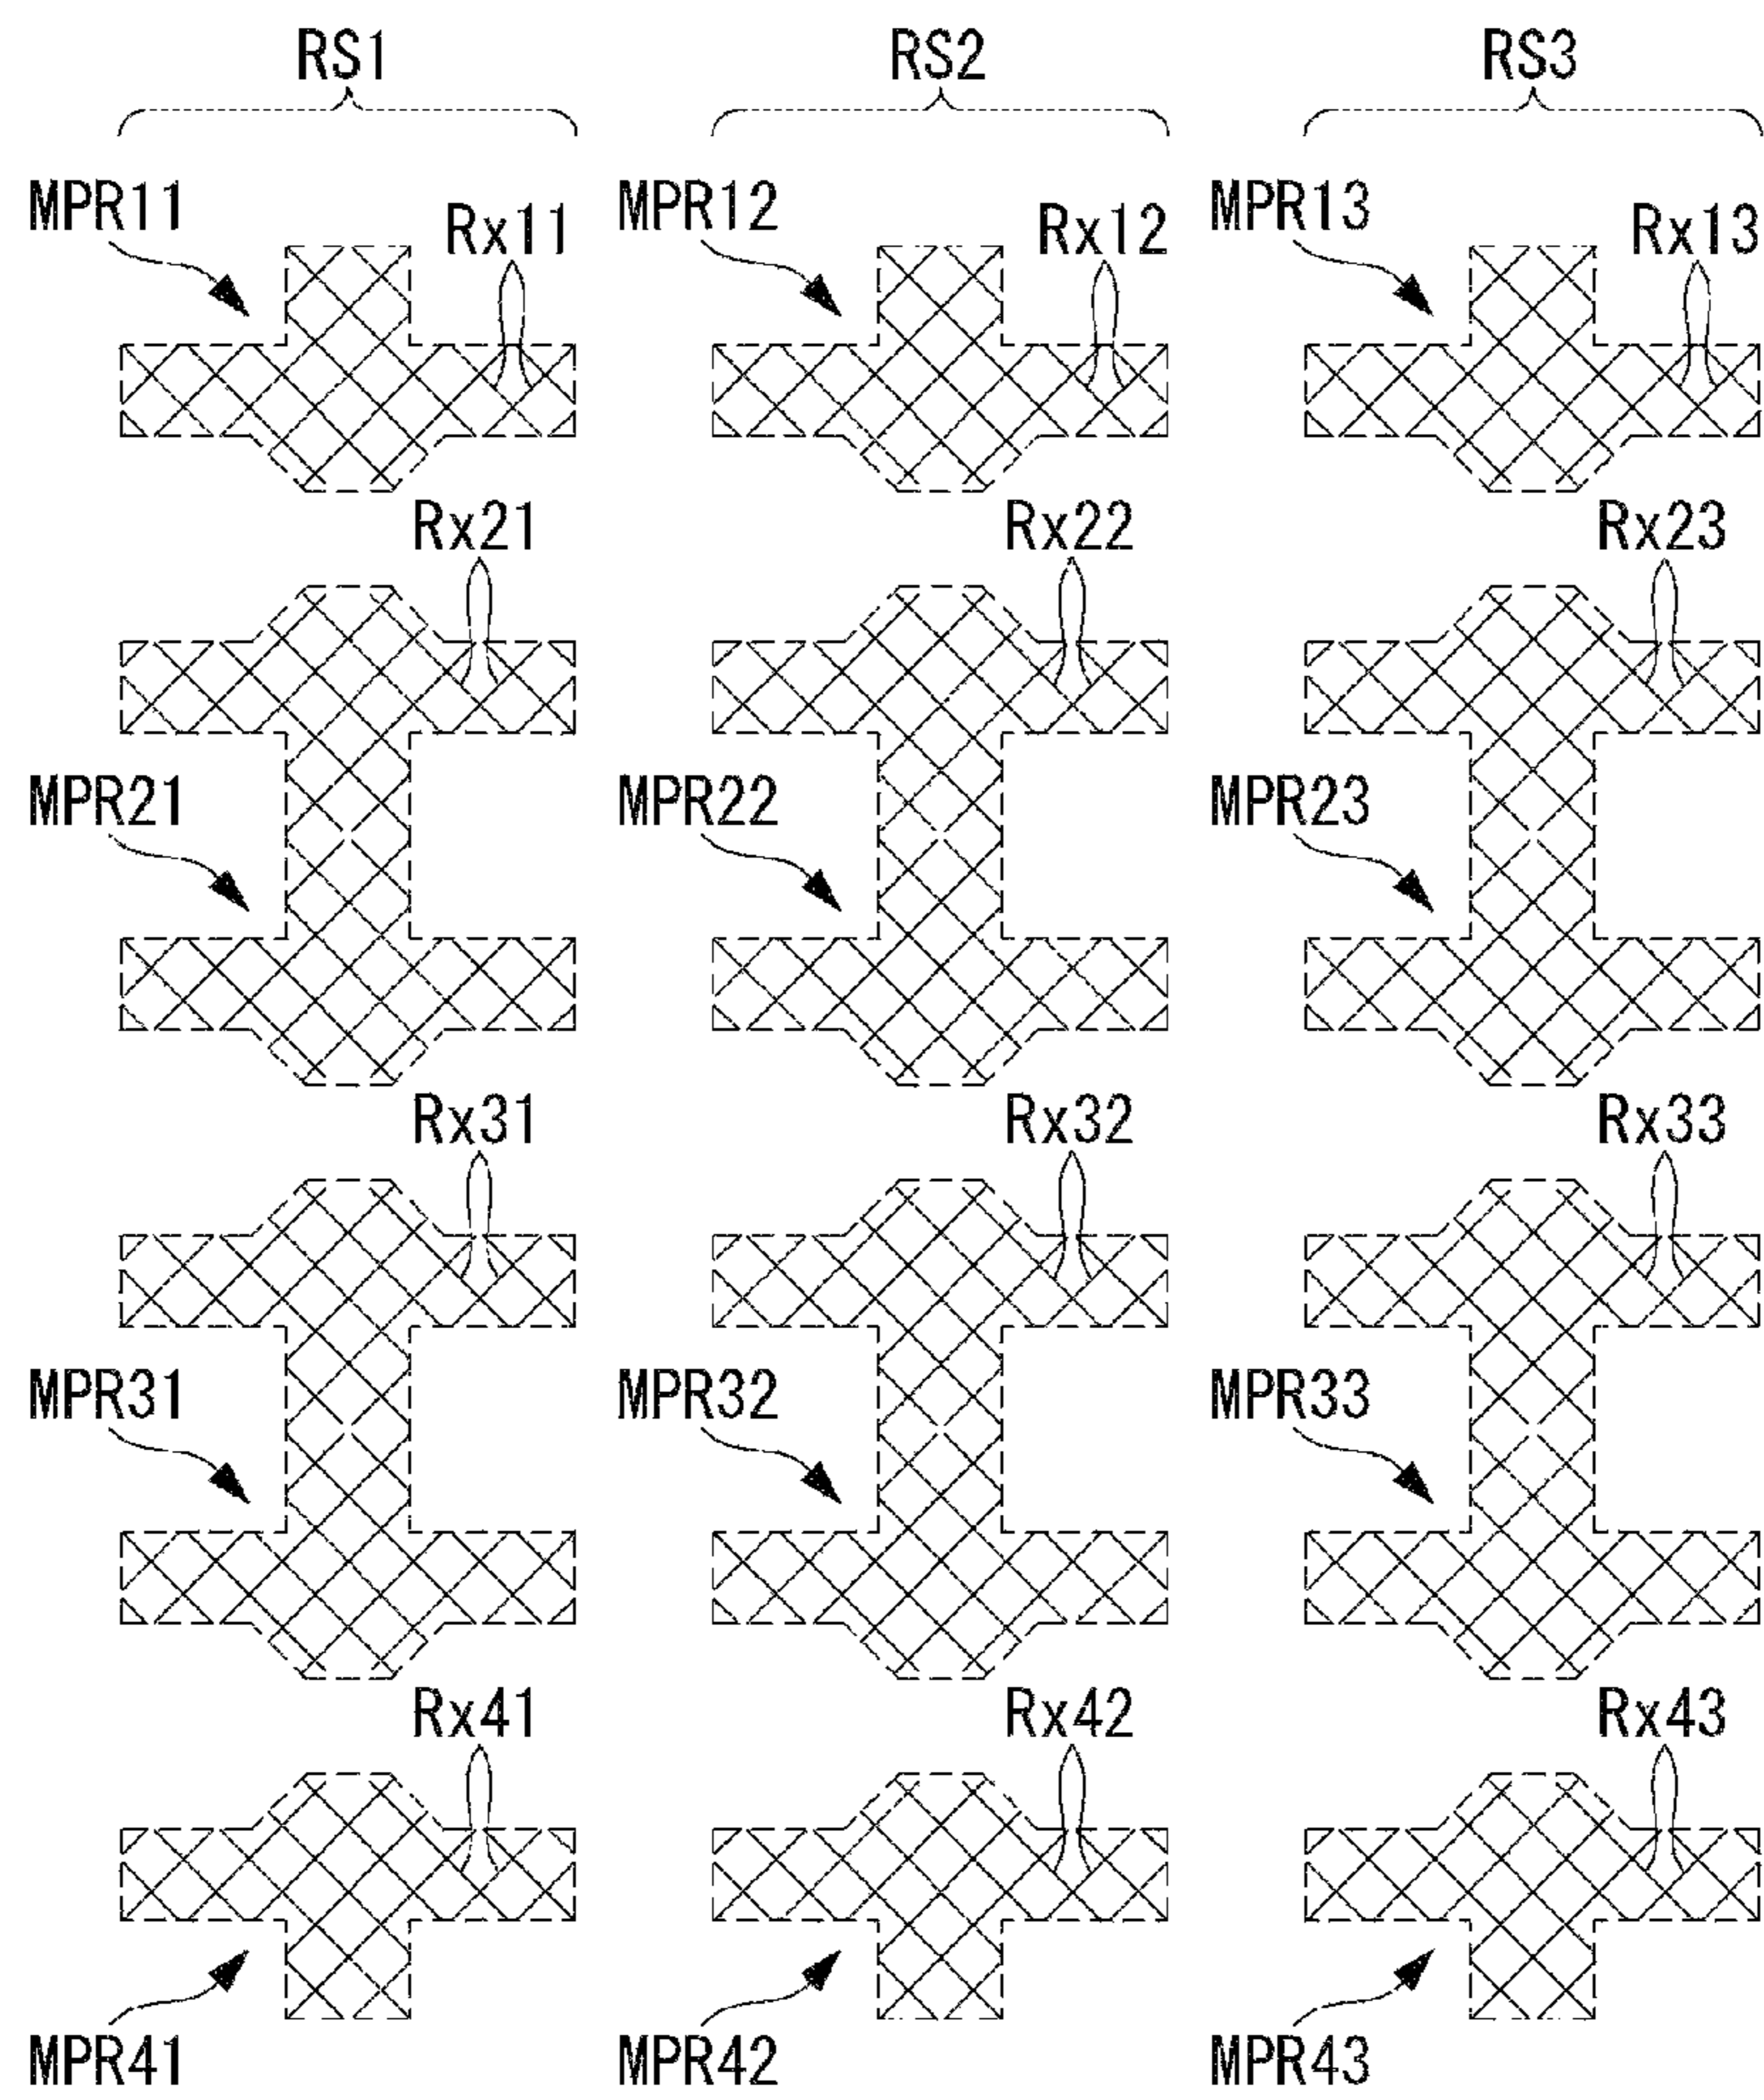 RS1 RS2 RS3
MPR11 Rx11 MPR12 Rx12 MPR13 Rx13
Rx21 Rx22 Rx23
MPR21 MPR22 MPR23
Rx31 Rx32 Rx33
MPR31 MPR32 MPR33
Rx41 Rx42 Rx43
MPR41 MPR42 MPR43